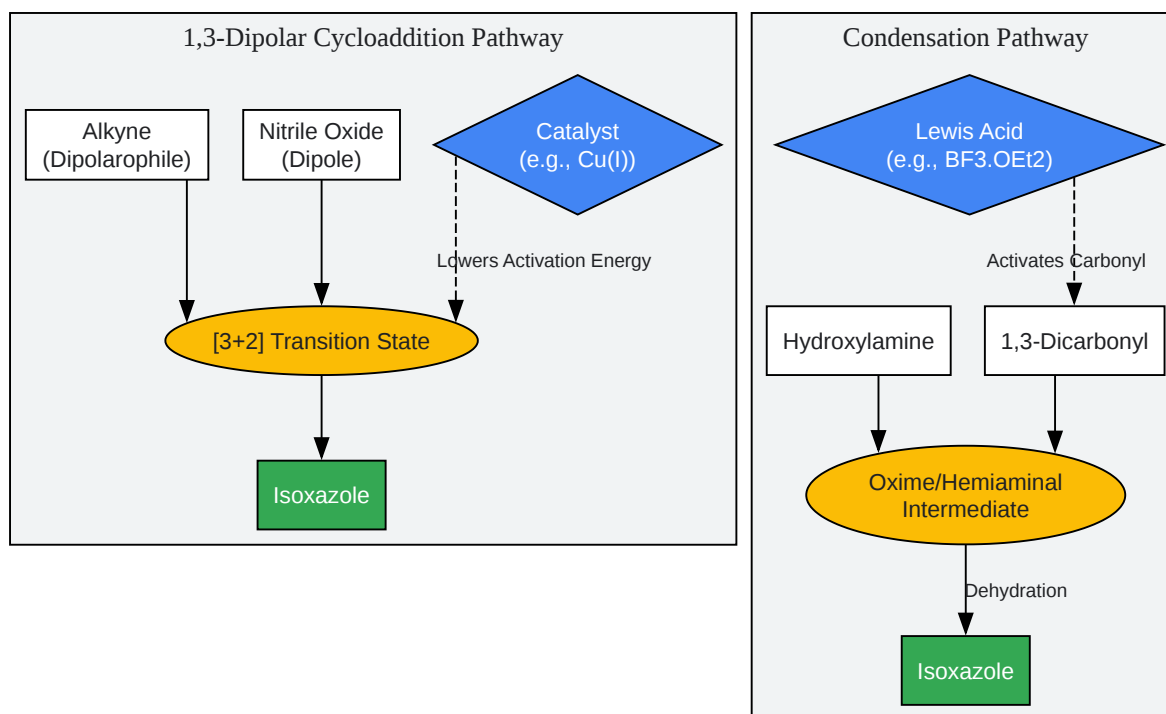 1,3-Dipolar Cycloaddition Pathway
Alkyne
(Dipolarophile)
Nitrile Oxide
(Dipole)
Catalyst
(e.g., Cu(I))
Lowers Activation Energy
[3+2] Transition State
Isoxazole
Condensation Pathway
Lewis Acid
(e.g., BF3.OEt2)
Activates Carbonyl
Hydroxylamine
1,3-Dicarbonyl
Oxime/Hemiaminal
Intermediate
Dehydration
Isoxazole